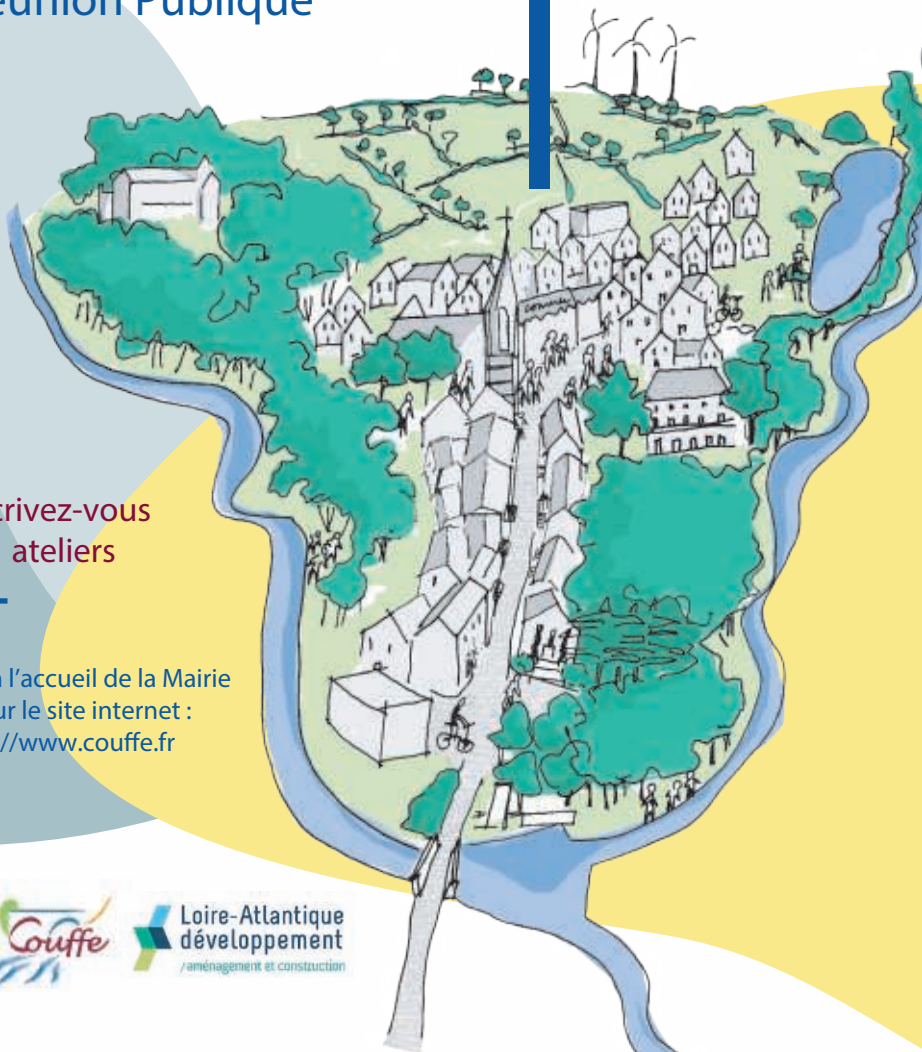 éunion Publique
crivez-vous
ateliers
l'accueil de la Mairie
ur le site internet :
//www.couffe.fr
Couffé
Loire-Atlantique
développement
/aménagement et construction